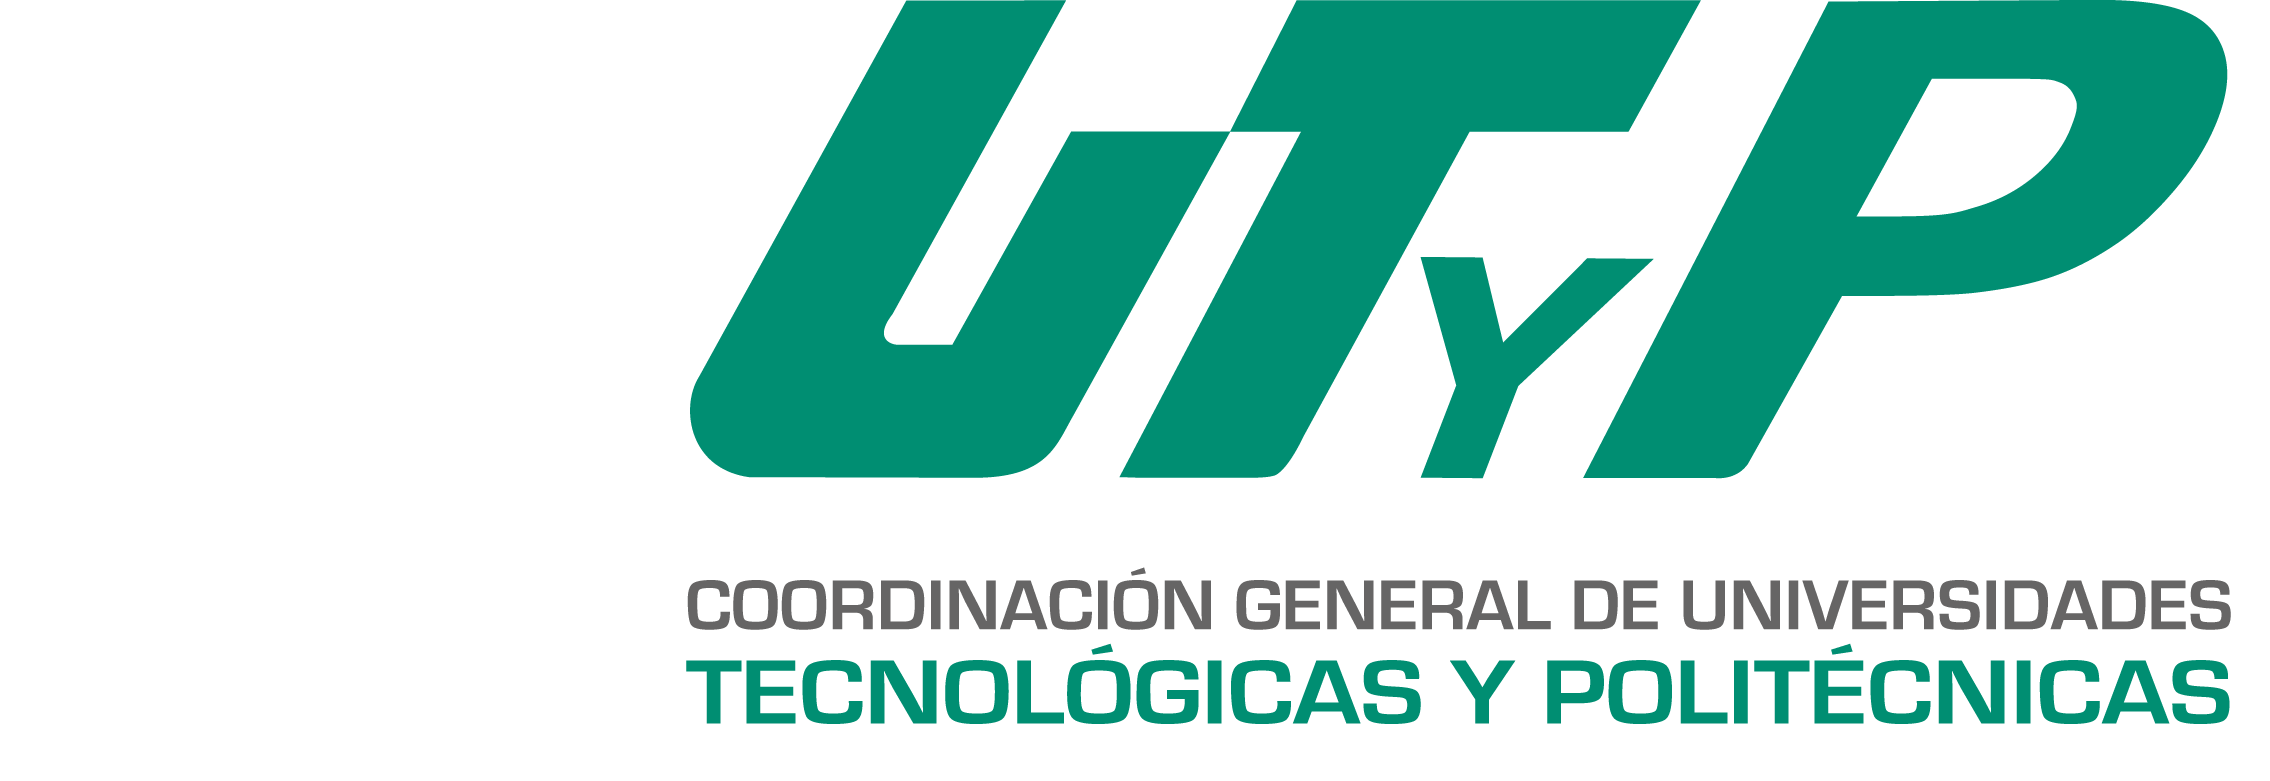 UTyP
COORDINACIÓN GENERAL DE UNIVERSIDADES
TECNOLÓGICAS Y POLITÉCNICAS